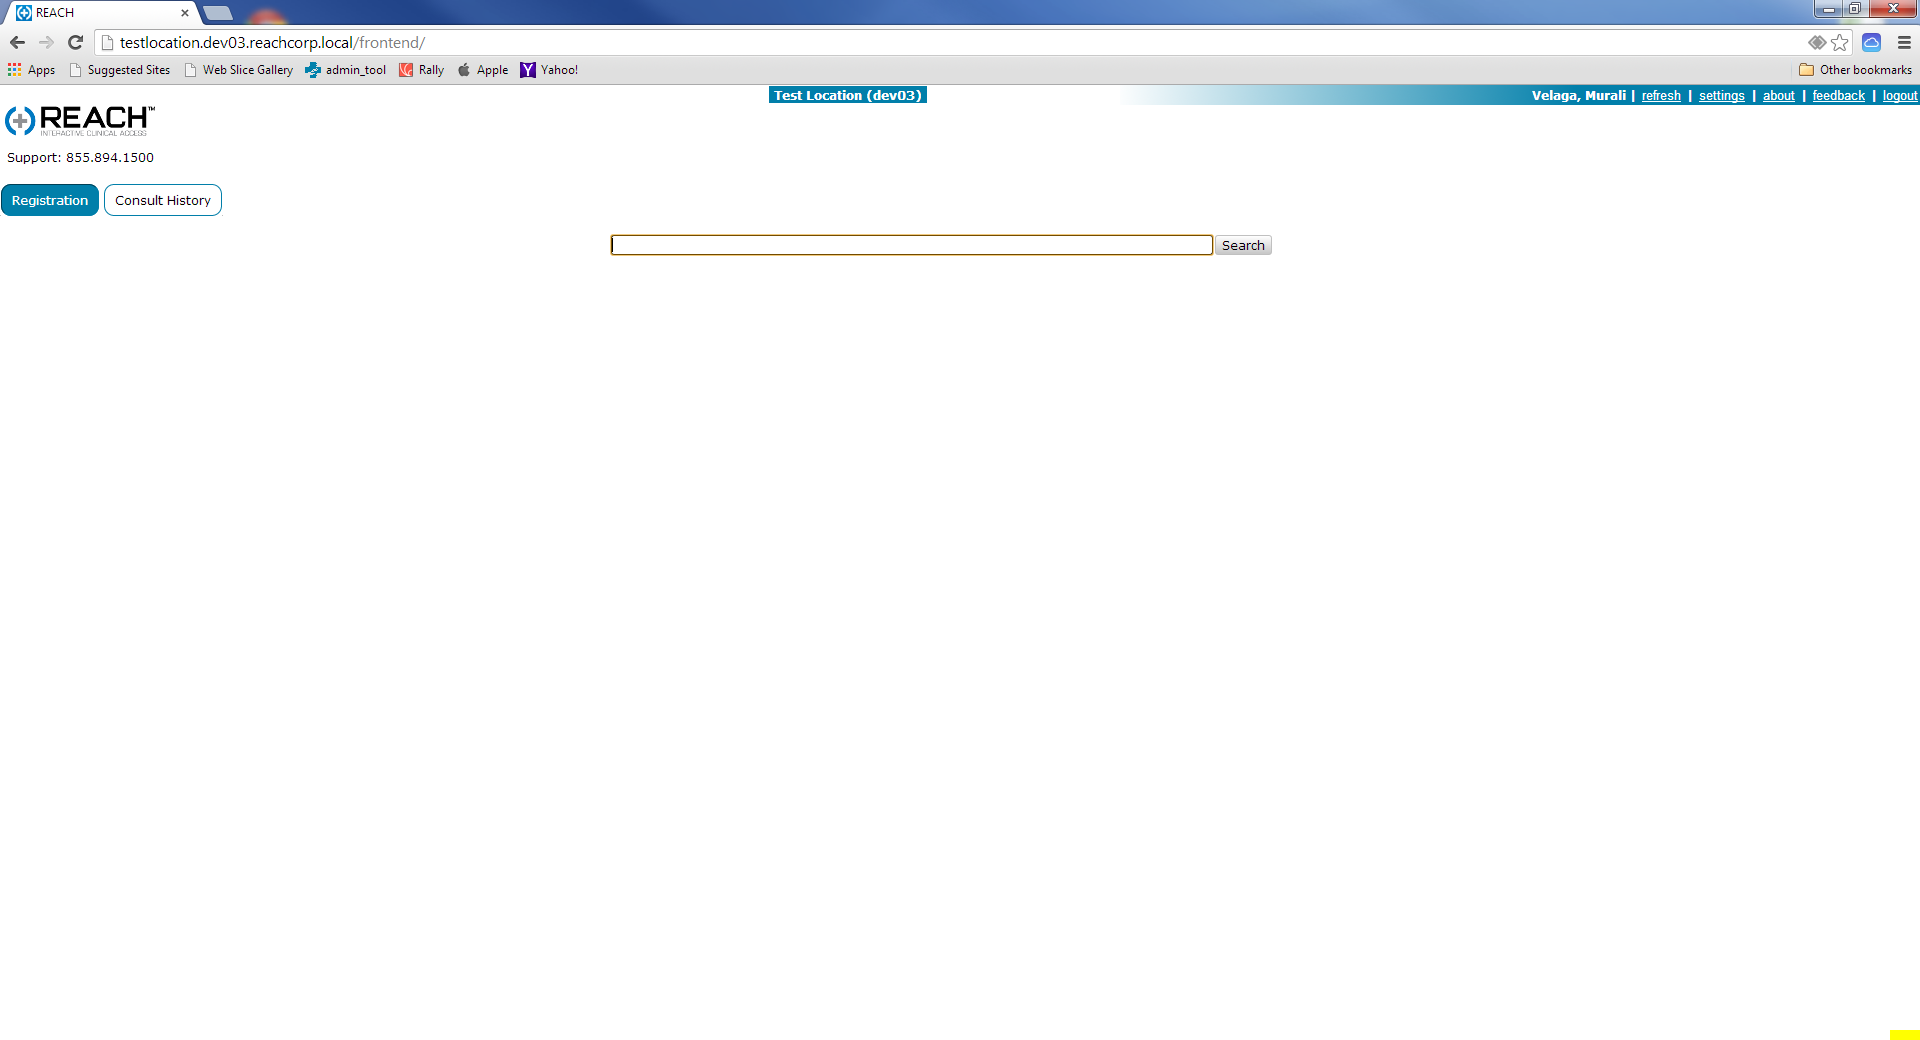 REACH
testlocation.dev03.reachcorp.local/frontend/
Apps Suggested Sites Web Slice Gallery admin_tool Rally Apple Yahoo! Other bookmarks
Test Location (dev03) Velaga, Murali | refresh | settings | about | feedback | logout
REACH™
INTERACTIVE CLINICAL ACCESS
Support: 855.894.1500
Registration Consult History
Search